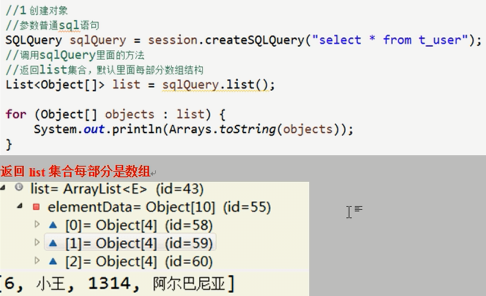 //1 创建对象
//参数普通sql语句
SQLQuery sqlQuery = session.createSQLQuery("select * from t_user");
//调用sqlQuery里面的方法
//返回list集合，默认里面每部分数组结构
List<Object[]> list = sqlQuery.list();
for (Object[] objects : list) {
System.out.println(Arrays.toString(objects));
}
返回 list 集合每部分是数组
list= ArrayList<E> (id=43)
elementData= Object[10] (id=55)
[0]= Object[4] (id=58)
[1]= Object[4] (id=59)
[2]= Object[4] (id=60)
[6, 小王, 1314, 阿尔巴尼亚]